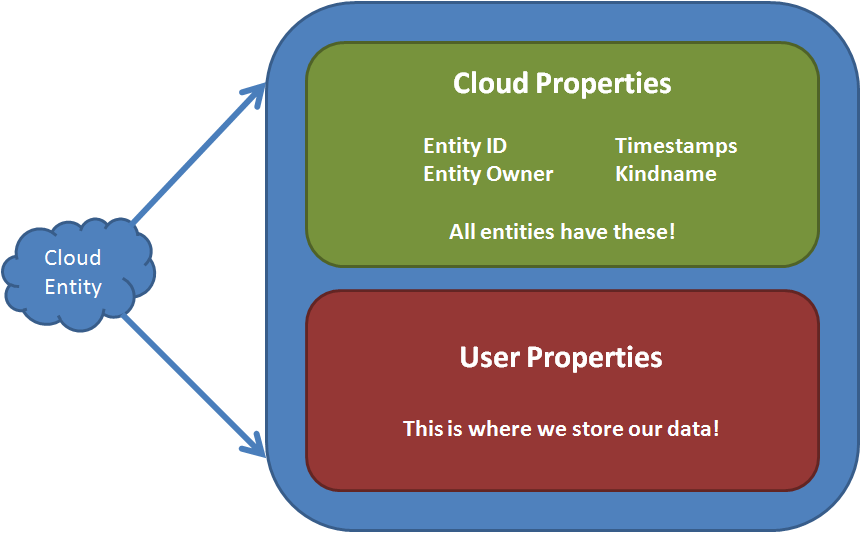 Cloud
Entity
Cloud Properties
Entity ID
Timestamps
Entity Owner
Kindname
All entities have these!
User Properties
This is where we store our data!